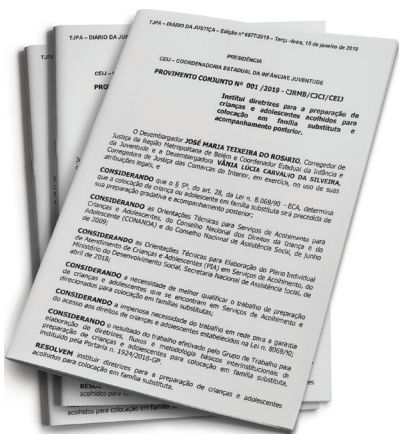 TJPA – DIÁRIO DA JUSTIÇA – Edição nº 6577/2019 – Terça-feira, 15 de janeiro de 2019
PRESIDÊNCIA
CEIJ – COORDENADORIA ESTADUAL DA INFÂNCIA E JUVENTUDE
PROVIMENTO CONJUNTO Nº 001 /2019 - CJRMB/CJCI/CEIJ
Institui diretrizes para a preparação de
crianças e adolescentes acolhidos para
colocação em família substituta e
acompanhamento posterior.
O Desembargador JOSÉ MARIA TEIXEIRA DO ROSÁRIO, Corregedor de
Justiça da Região Metropolitana de Belém e Coordenador Estadual da Infância e
da Juventude e a Desembargadora VÂNIA LÚCIA CARVALHO DA SILVEIRA,
Corregedora de Justiça das Comarcas do Interior, em exercício, no uso de suas
atribuições legais, e
CONSIDERANDO que o § 5º, do art. 28, da Lei n. 8.069/90 – ECA, determina
que a colocação da criança ou adolescente em família substituta será precedida de
sua preparação gradativa e acompanhamento posterior;
CONSIDERANDO as Orientações Técnicas para Serviços de Acolhimento para
Crianças e Adolescentes, do Conselho Nacional dos Direitos da Criança e do
Adolescente (CONANDA) e do Conselho Nacional de Assistência Social, de junho
de 2009;
CONSIDERANDO as Orientações Técnicas para Elaboração do Plano Individual
de Atendimento de Crianças e Adolescentes (PIA) em Serviços de Acolhimento, do
Ministério do Desenvolvimento Social, Secretaria Nacional de Assistência Social, de
abril de 2018;
CONSIDERANDO a necessidade de melhor qualificar o trabalho de preparação
de crianças e adolescentes que se encontram em Serviços de Acolhimento e
direcionados para colocação em famílias substitutas;
CONSIDERANDO a imperiosa necessidade do trabalho em rede para a garantia
do acesso aos direitos de crianças e adolescentes estabelecidos na Lei n. 8069/90;
CONSIDERANDO o resultado do trabalho efetivado pelo Grupo de Trabalho para
elaboração de diretrizes, fluxos e metodologia básicos interinstitucionais de
preparação de crianças e adolescentes para colocação em família substituta,
instituído pela Portaria n. 1924/2018-GP,
RESOLVEM instituir diretrizes para a preparação de crianças e adolescentes
acolhidos para colocação em família substituta.
TJPA – DIÁRIO DA JU
CEIJ –
PROV
RESOL
acolhidos para colocação em família substituta.